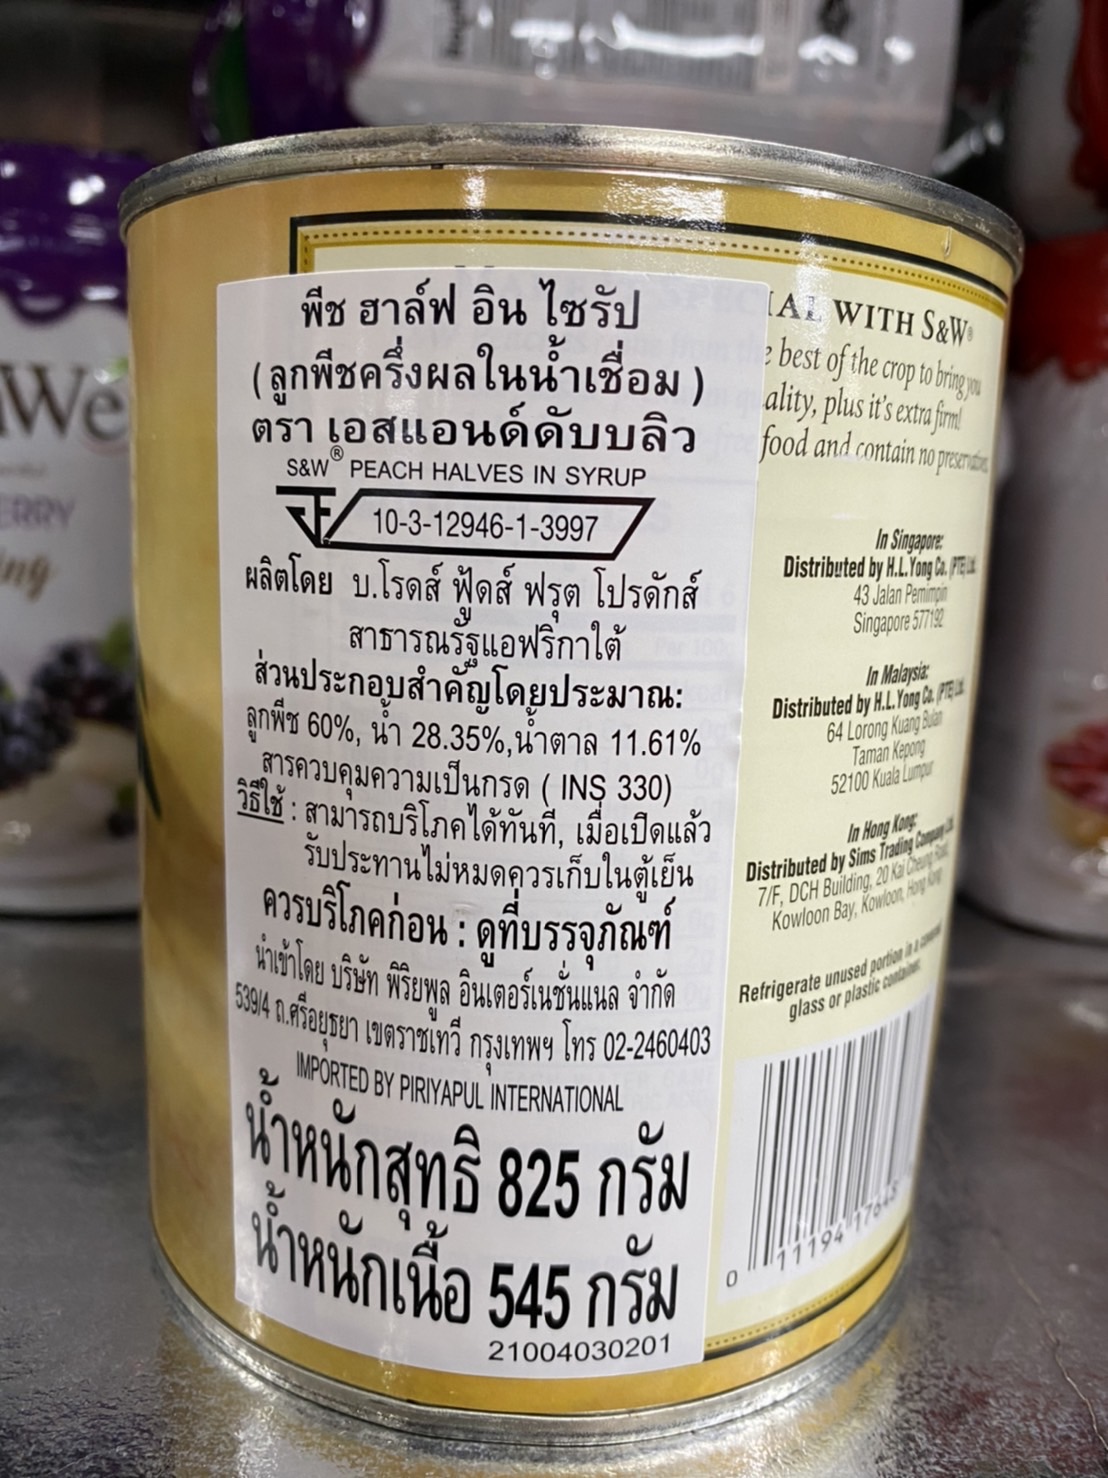 พีช ฮาล์ฟ อิน ไซรัป
(ลูกพีชครึ่งผลในน้ำเชื่อม)
ตรา เอสแอนด์ดับบลิว
S&W® PEACH HALVES IN SYRUP
10-3-12946-1-3997
ผลิตโดย บ.โรดส์ ฟู้ดส์ ฟรุต โปรดักส์
สาธารณรัฐแอฟริกาใต้
ส่วนประกอบสำคัญโดยประมาณ:
ลูกพีช 60%, น้ำ 28.35%,น้ำตาล 11.61%
สารควบคุมความเป็นกรด ( INS 330)
วิธีใช้ : สามารถบริโภคได้ทันที, เมื่อเปิดแล้ว
รับประทานไม่หมดควรเก็บในตู้เย็น
ควรบริโภคก่อน : ดูที่บรรจุภัณฑ์
นำเข้าโดย บริษัท พิริยพูล อินเตอร์เนชั่นแนล จำกัด
539/4 ถ.ศรีอยุธยา เขตราชเทวี กรุงเทพฯ โทร 02-2460403
IMPORTED BY PIRIYAPUL INTERNATIONAL
น้ำหนักสุทธิ 825 กรัม
น้ำหนักเนื้อ 545 กรัม
21004030201
WITH S&W®
best of the crop to bring you
plus it's extra firm!
food and contain no preservatives
In Singapore:
Distributed by H.L.Yong Co. (PTE) Ltd.
43 Jalan Pemimpin
Singapore 577192
In Malaysia:
Distributed by H.L.Yong Co. (PTE) Ltd.
64 Lorong Kuang Bulan
Taman Kepong
52100 Kuala Lumpur
In Hong Kong:
Distributed by Sims Trading Company Ltd.
7/F, DCH Building, 20 Kai Cheung Road,
Kowloon Bay, Kowloon, Hong Kong
Refrigerate unused portion in a covered
glass or plastic container.
0 11194 17648